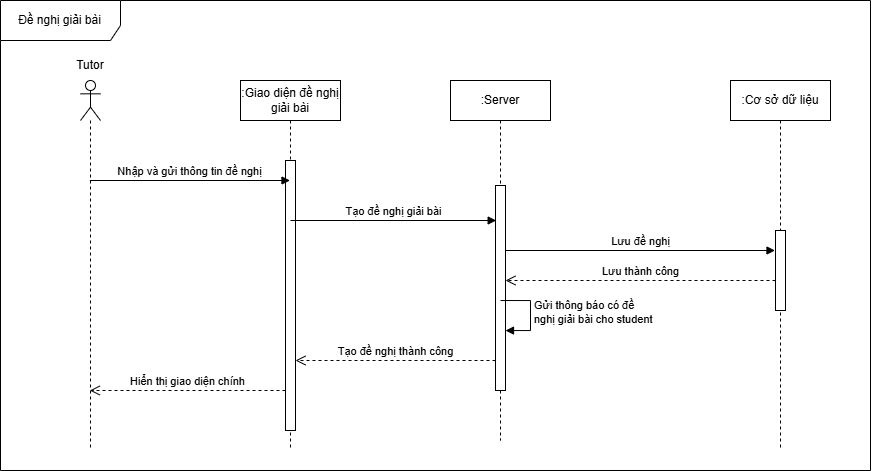 Đề nghị giải bài
Tutor
:Giao diện đề nghị
giải bài
:Server
:Cơ sở dữ liệu
Nhập và gửi thông tin đề nghị
Tạo đề nghị giải bài
Lưu đề nghị
Lưu thành công
Gửi thông báo có đề
nghị giải bài cho student
Tạo đề nghị thành công
Hiển thị giao diện chính